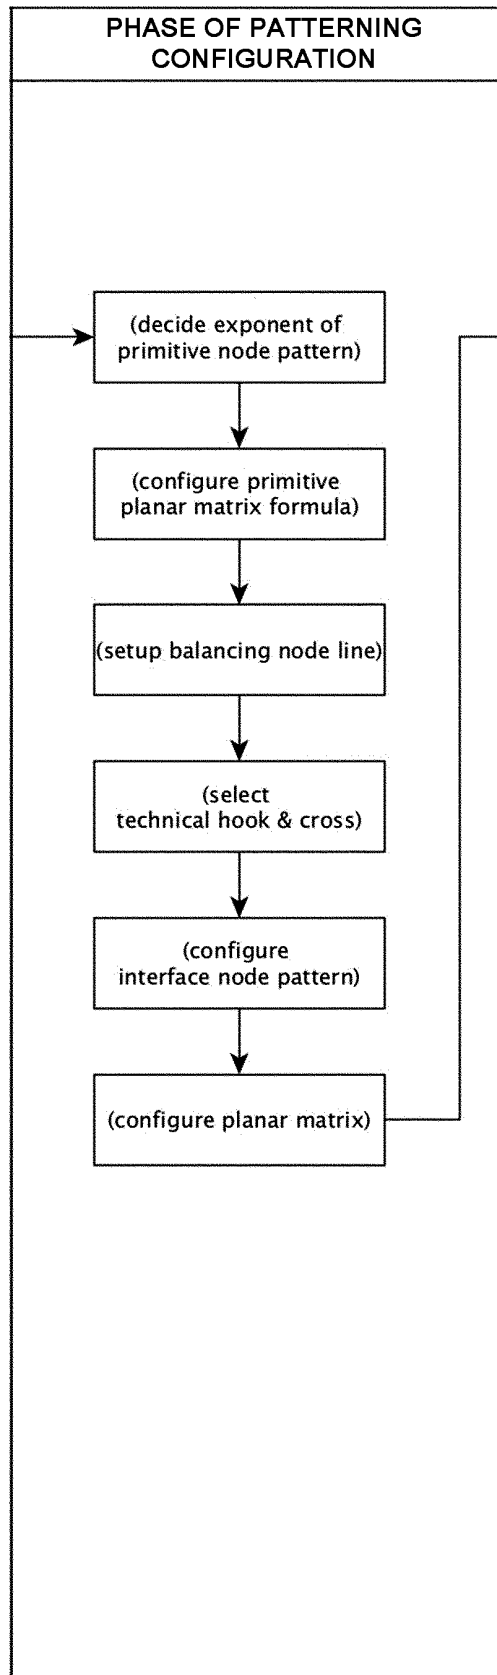 PHASE OF PATTERNING
CONFIGURATION
(decide exponent of
primitive node pattern)
(configure primitive
planar matrix formula)
(setup balancing node line)
(select
technical hook & cross)
(configure
interface node pattern)
(configure planar matrix)